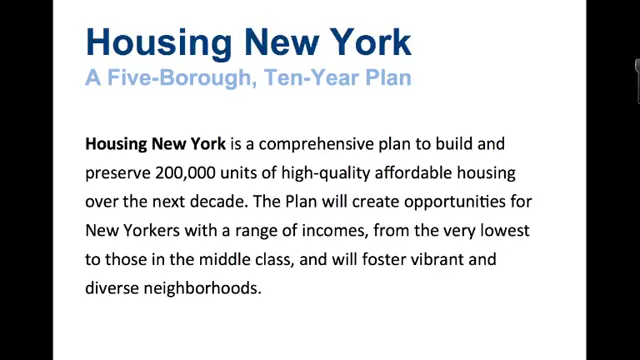 Housing New York
A Five-Borough, Ten-Year Plan
Housing New York is a comprehensive plan to build and
preserve 200,000 units of high-quality affordable housing
over the next decade. The Plan will create opportunities for
New Yorkers with a range of incomes, from the very lowest
to those in the middle class, and will foster vibrant and
diverse neighborhoods.